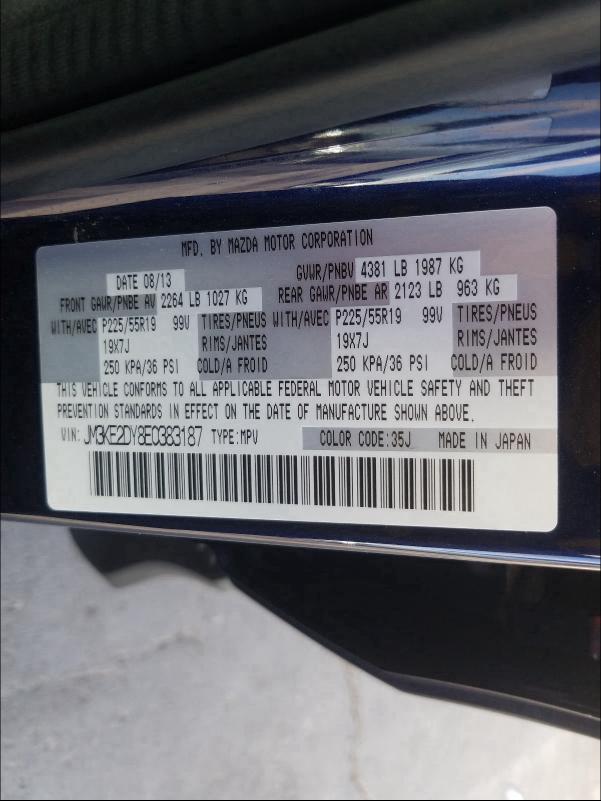 MFD. BY MAZDA MOTOR CORPORATION
DATE 08/13 GVWR/PNBV 4381 LB 1987 KG
FRONT GAWR/PNBE AV 2264 LB 1027 KG REAR GAWR/PNBE AR 2123 LB 963 KG
WITH/AVEC P225/55R19 99V TIRES/PNEUS WITH/AVEC P225/55R19 99V TIRES/PNEUS
19X7J RIMS/JANTES 19X7J RIMS/JANTES
250 KPA/36 PSI COLD/A FROID 250 KPA/36 PSI COLD/A FROID
THIS VEHICLE CONFORMS TO ALL APPLICABLE FEDERAL MOTOR VEHICLE SAFETY AND THEFT
PREVENTION STANDARDS IN EFFECT ON THE DATE OF MANUFACTURE SHOWN ABOVE.
VIN: JM3KE2DY8E0383187 TYPE:MPV COLOR CODE:35J MADE IN JAPAN